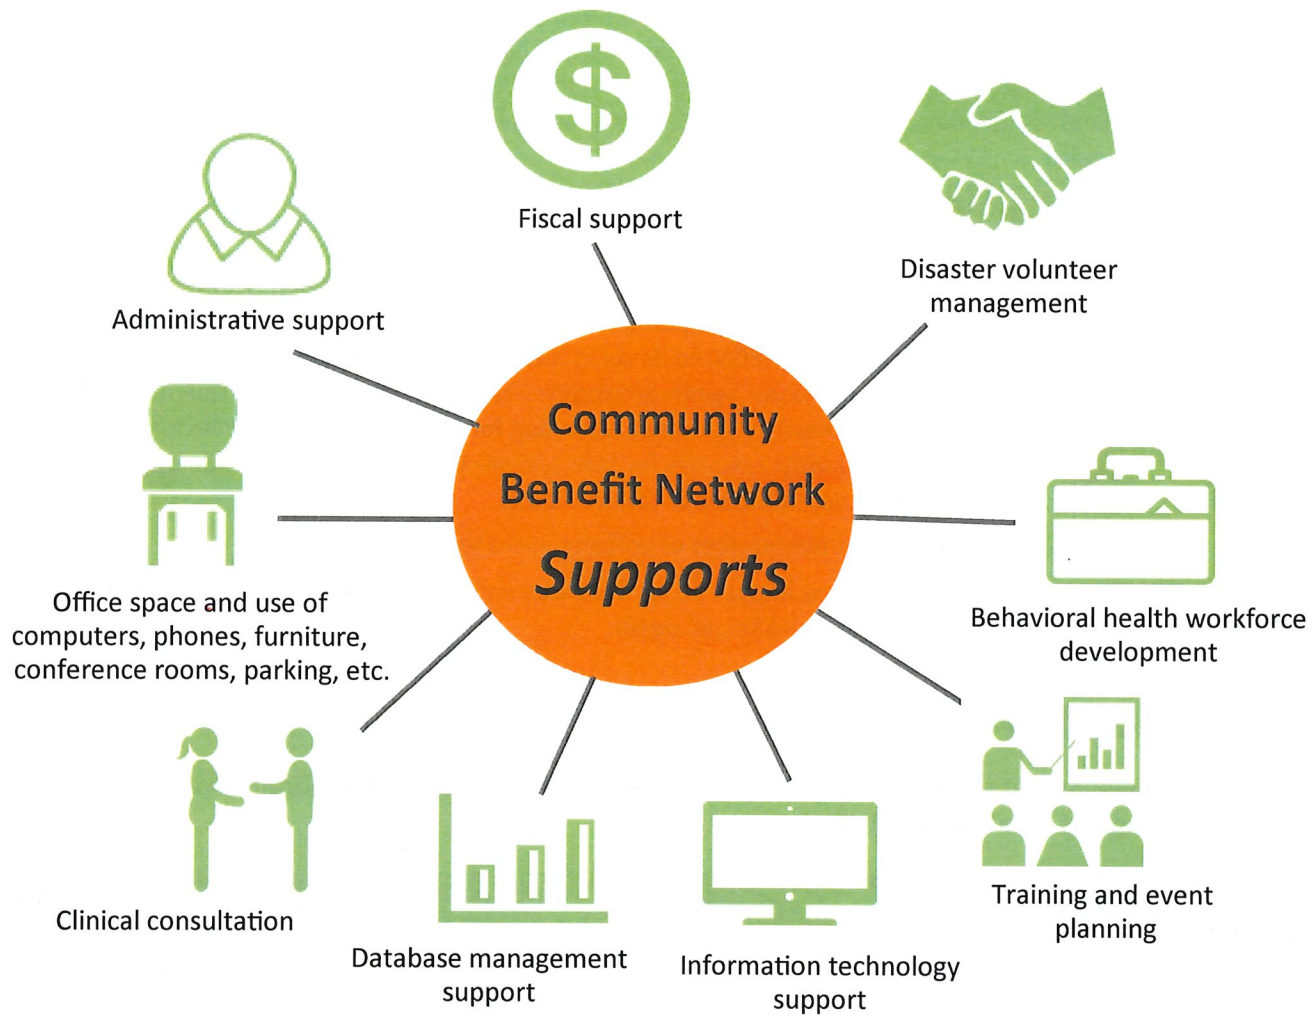 Fiscal support
Disaster volunteer
management
Administrative support
Community
Benefit Network
Supports
Office space and use of
computers, phones, furniture,
conference rooms, parking, etc.
Behavioral health workforce
development
Clinical consultation
Training and event
planning
Database management
support
Information technology
support